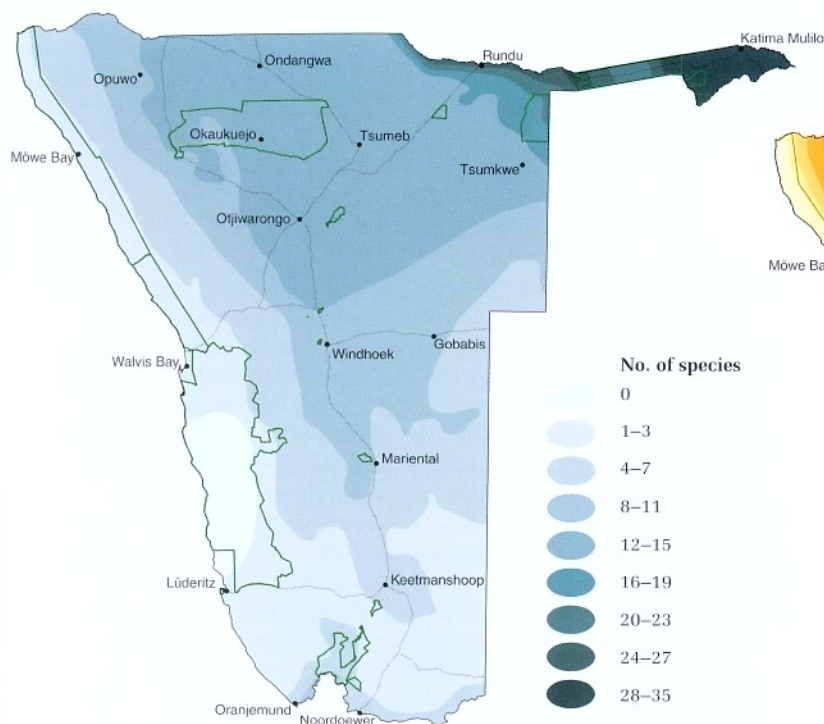 Katima Mulilo
Rundu
Ondangwa
Opuwo
Okaukuejo
Tsumeb
Möwe Bay
Tsumkwe
Otjiwarongo
Möwe Ba
Windhoek
Gobabis
Walvis Bay
No. of species
0
1–3
4–7
8–11
12–15
16–19
20–23
24–27
28–35
Mariental
Lüderitz
Keetmanshoop
Oranjemund
Noordoewer